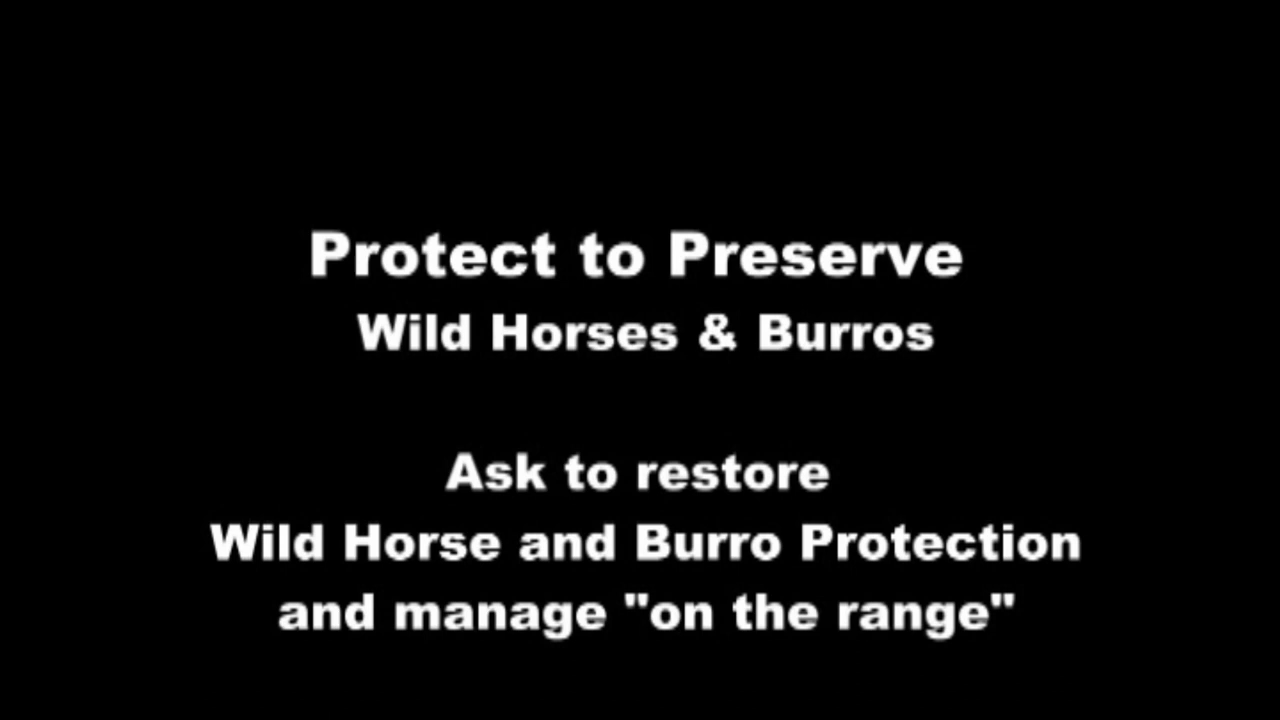 Protect to Preserve
Wild Horses & Burros
Ask to restore
Wild Horse and Burro Protection
and manage "on the range"